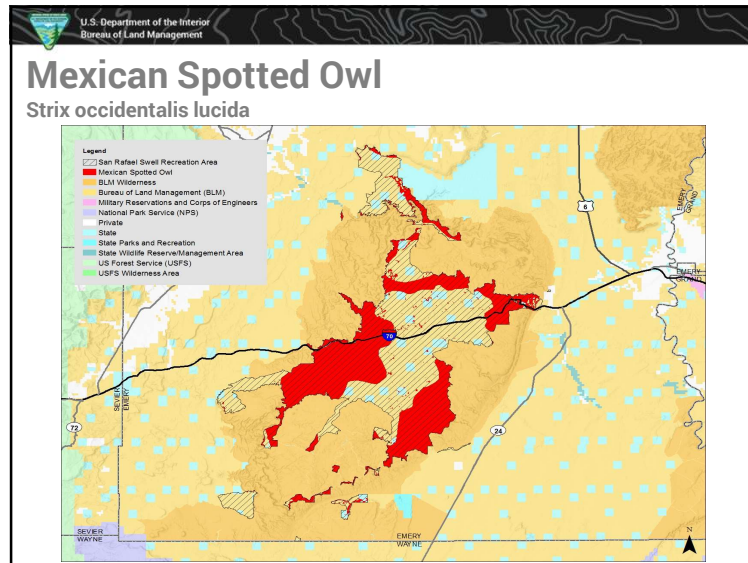 U.S. Department of the Interior
Bureau of Land Management
Mexican Spotted Owl
Strix occidentalis lucida
Legend
San Rafael Swell Recreation Area
Mexican Spotted Owl
BLM Wilderness
Bureau of Land Management (BLM)
Military Reservations and Corps of Engineers
National Park Service (NPS)
Private
State
State Parks and Recreation
State Wildlife Reserve/Management Area
US Forest Service (USFS)
USFS Wilderness Area
6
EMERY
GRAND
EMERY
GRAND
70
SEVIER
EMERY
72
24
SEVIER
WAYNE
EMERY
WAYNE
N